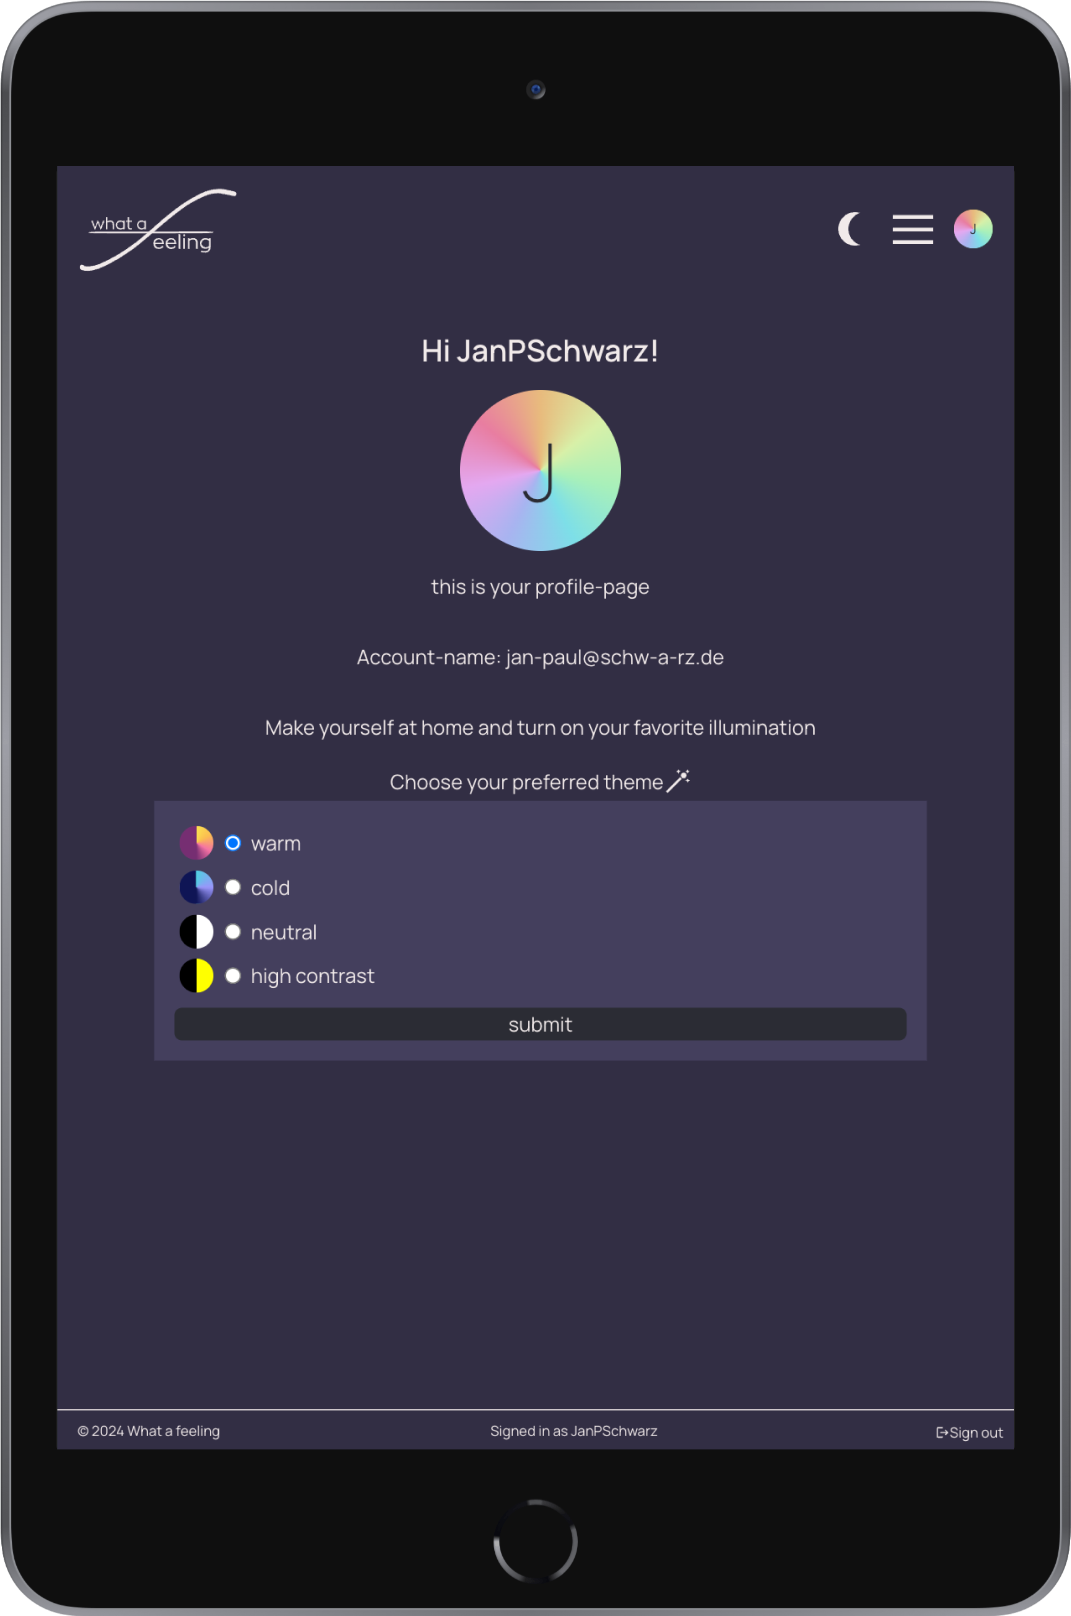 what a
feeling
J
Hi JanPSchwarz!
J
this is your profile-page
Account-name: jan-paul@schw-a-rz.de
Make yourself at home and turn on your favorite illumination
Choose your preferred theme
warm
cold
neutral
high contrast
submit
© 2024 What a feeling
Signed in as JanPSchwarz
Sign out